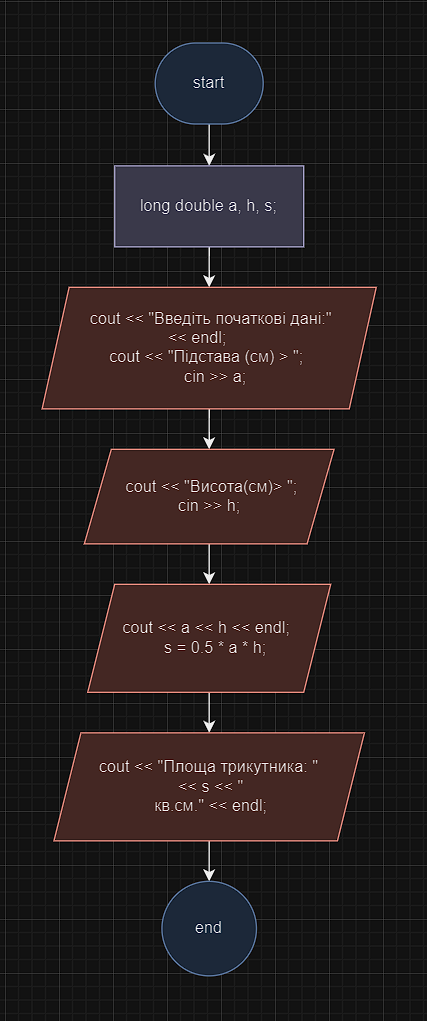 start
long double a, h, s;
cout << "Введіть початкові дані:"
<< endl;
cout << "Підстава (см) > ";
cin >> a;
cout << "Висота(см)> ";
cin >> h;
cout << a << h << endl;
s = 0.5 * a * h;
cout << "Площа трикутника: "
<< s << "
кв.см." << endl;
end